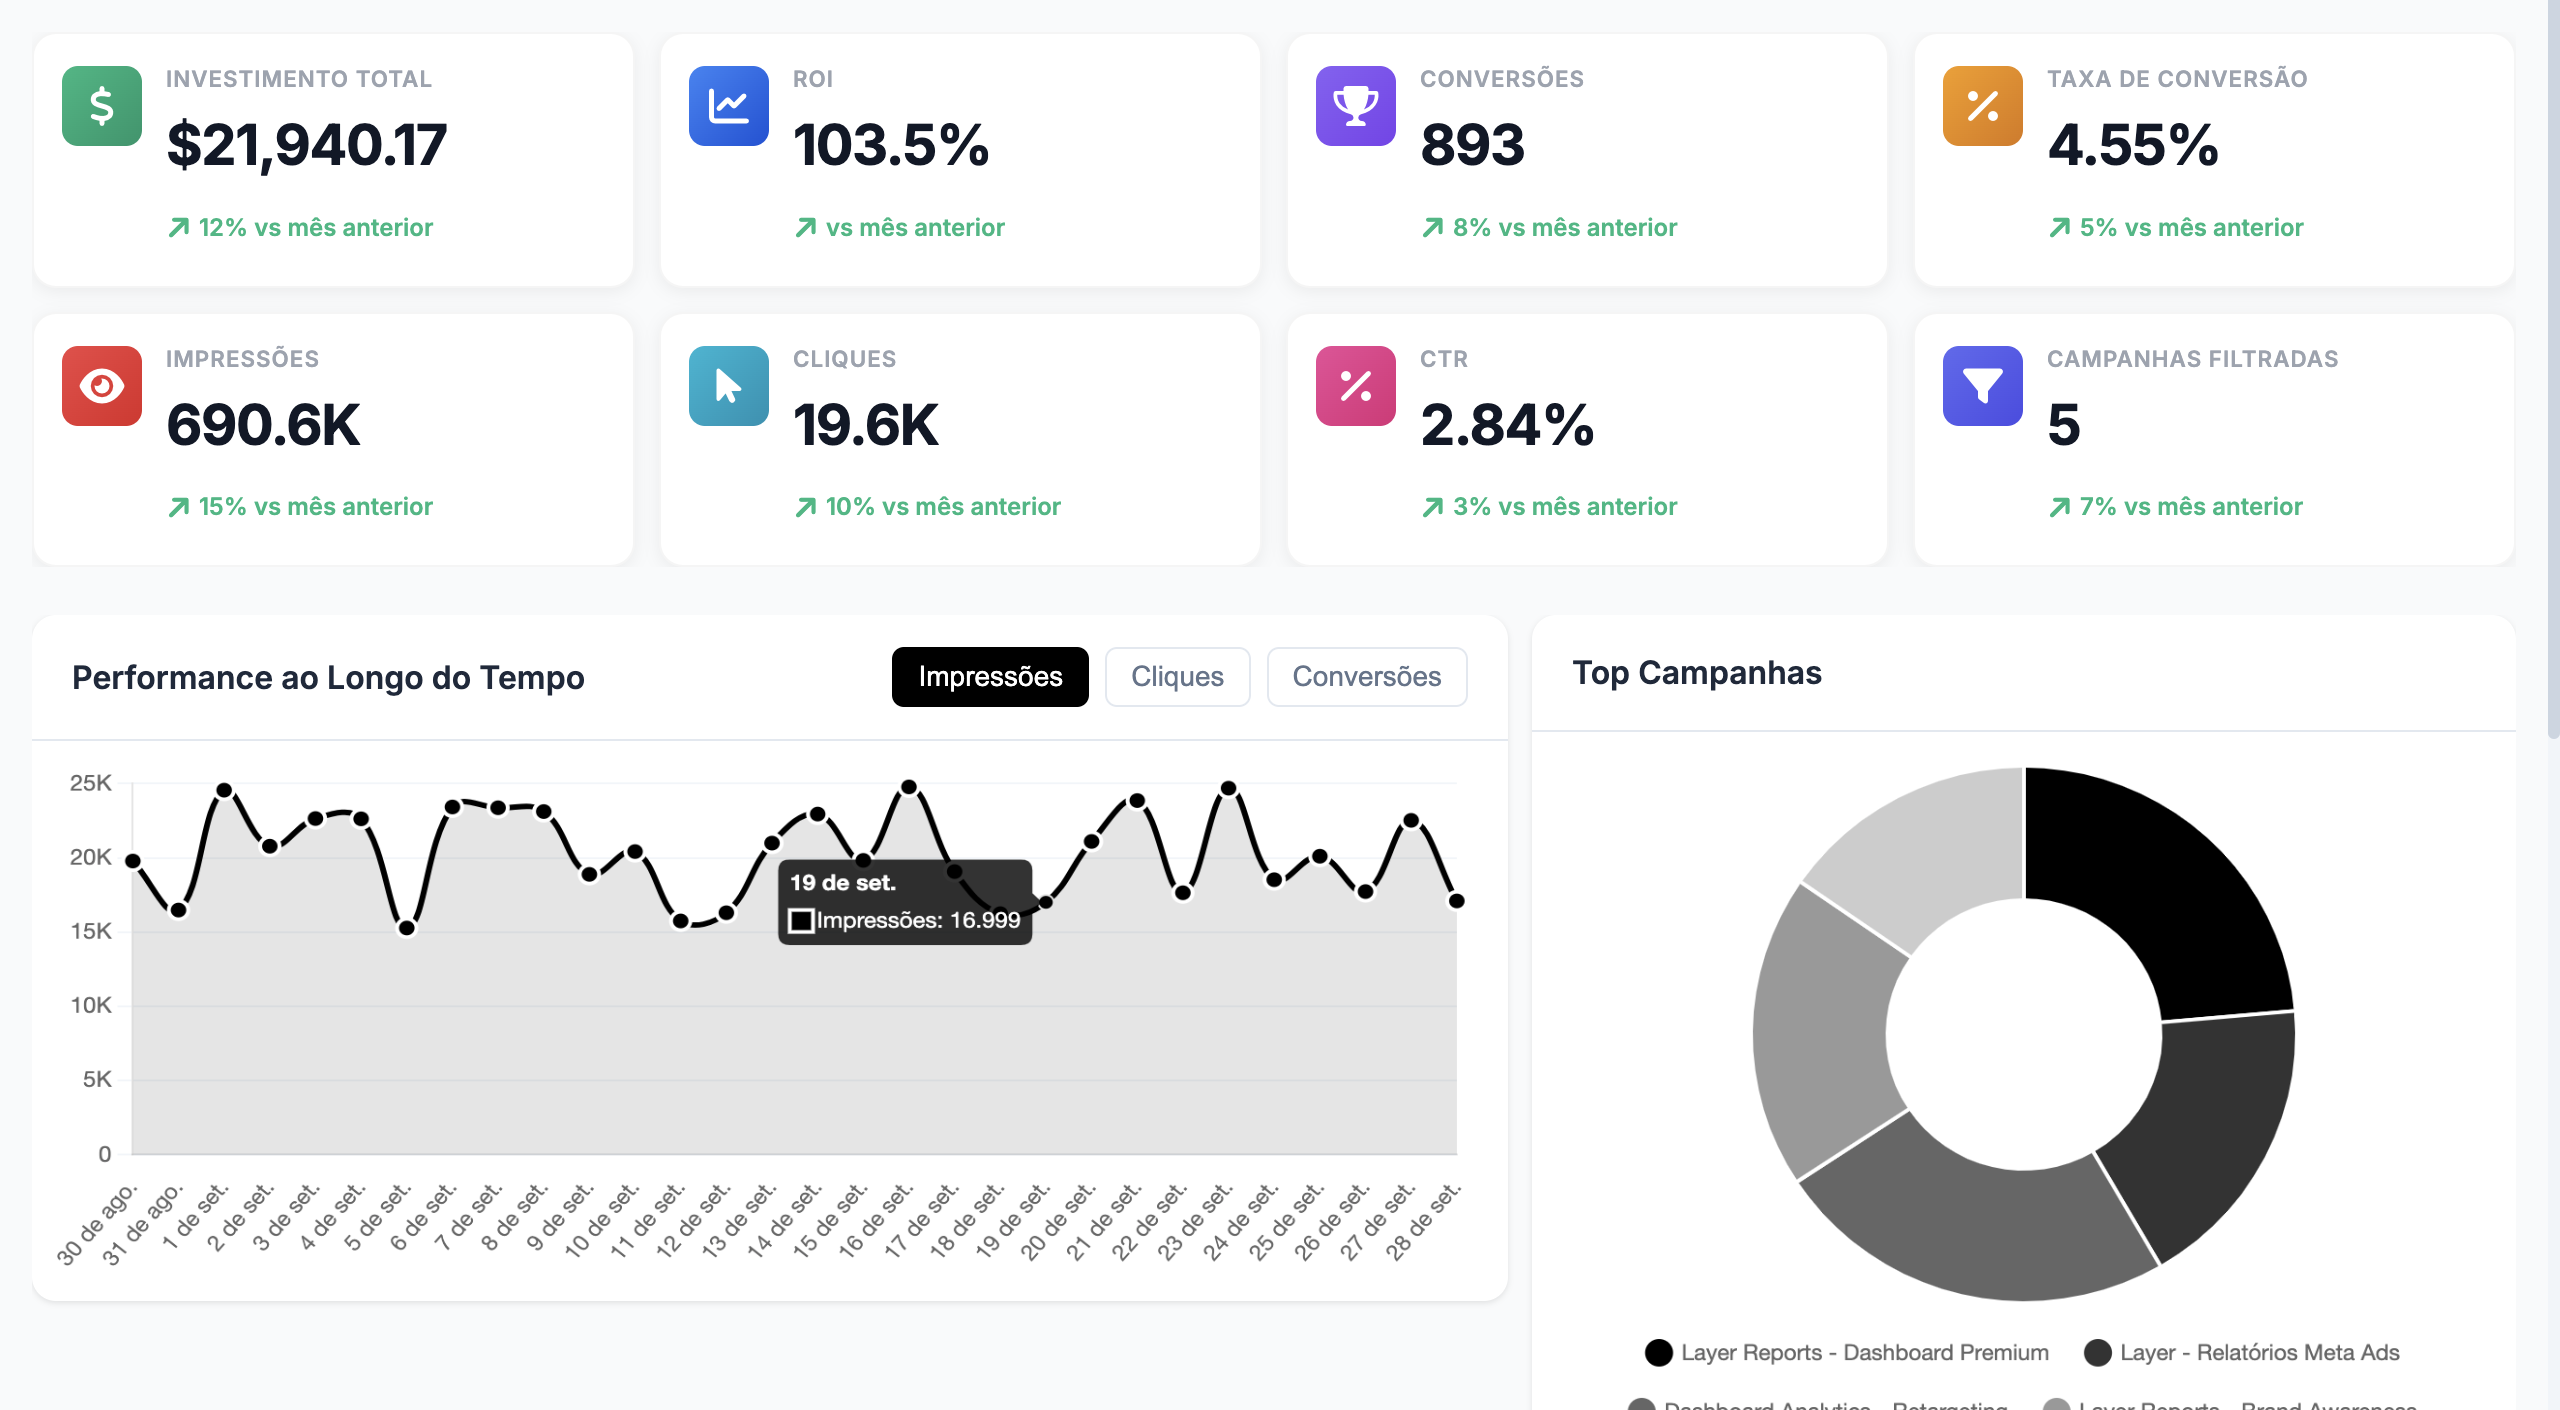 INVESTIMENTO TOTAL
$21,940.17
12% vs mês anterior
ROI
103.5%
vs mês anterior
CONVERSÕES
893
8% vs mês anterior
TAXA DE CONVERSÃO
4.55%
5% vs mês anterior
IMPRESSÕES
690.6K
15% vs mês anterior
CLIQUES
19.6K
10% vs mês anterior
CTR
2.84%
3% vs mês anterior
CAMPANHAS FILTRADAS
5
7% vs mês anterior
Performance ao Longo do Tempo
Impressões
Cliques
Conversões
25K
20K
15K
10K
5K
0
19 de set.
Impressões: 16.999
30 de ago.
31 de ago.
1 de set.
2 de set.
3 de set.
4 de set.
5 de set.
6 de set.
7 de set.
8 de set.
9 de set.
10 de set.
11 de set.
12 de set.
13 de set.
14 de set.
15 de set.
16 de set.
17 de set.
18 de set.
19 de set.
20 de set.
21 de set.
22 de set.
23 de set.
24 de set.
25 de set.
26 de set.
27 de set.
28 de set.
Top Campanhas
Layer Reports - Dashboard Premium
Layer - Relatórios Meta Ads
Dashboard Analytics - Retargeting
Layer Reports - Brand Awareness